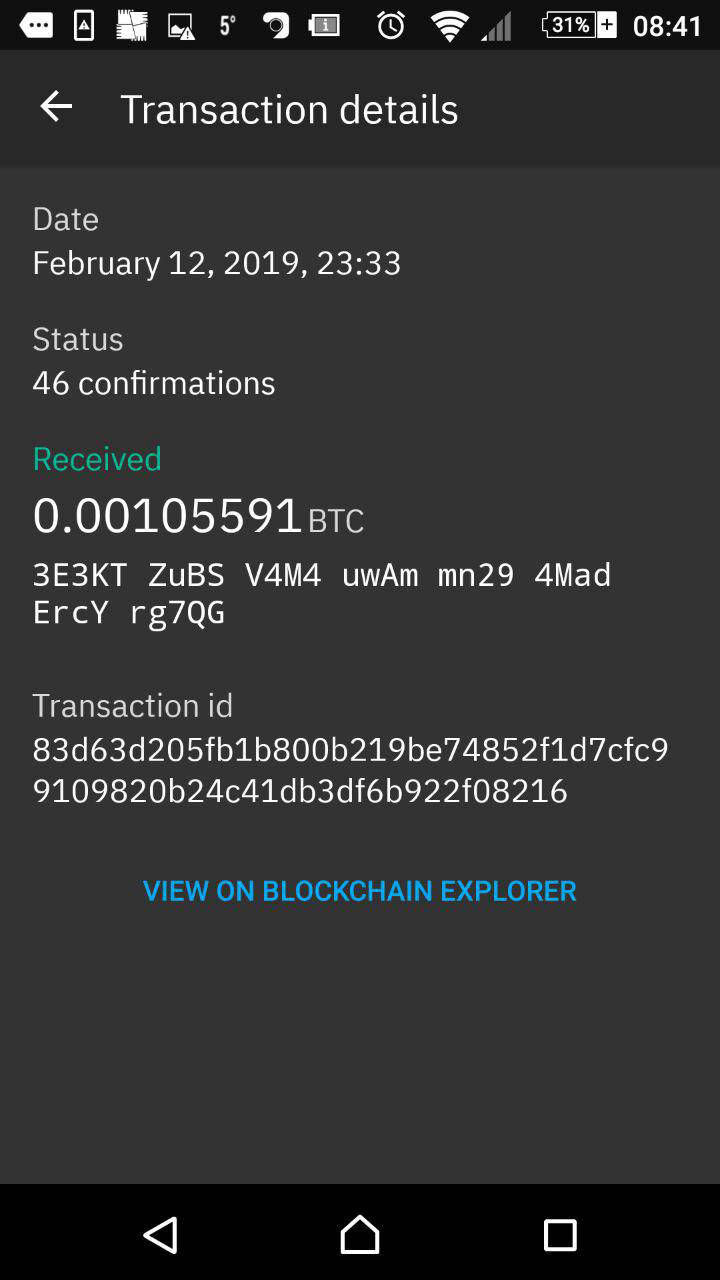 5° 31% 08:41
Transaction details
Date
February 12, 2019, 23:33
Status
46 confirmations
Received
0.00105591 BTC
3E3KT ZuBS V4M4 uwAm mn29 4Mad
ErcY rg7QG
Transaction id
83d63d205fb1b800b219be74852f1d7cfc9
9109820b24c41db3df6b922f08216
VIEW ON BLOCKCHAIN EXPLORER